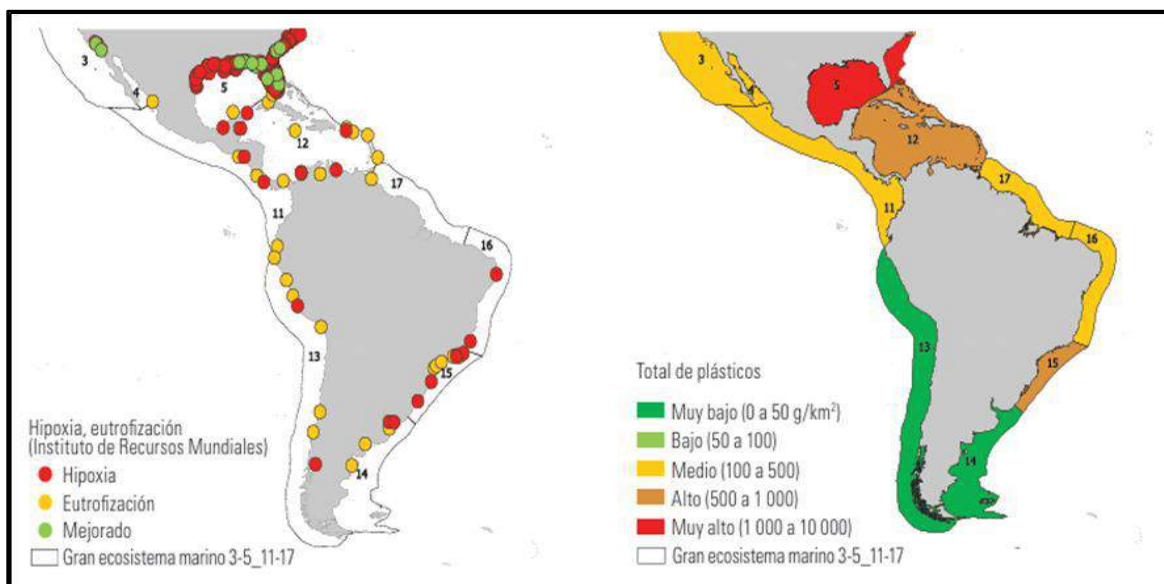 3
4
5
12
17
11
16
13
15
14
Hipoxia, eutrofización
(Instituto de Recursos Mundiales)
Hipoxia
Eutrofización
Mejorado
Gran ecosistema marino 3-5_11-17
3
5
12
17
11
16
13
15
14
Total de plásticos
Muy bajo (0 a 50 g/km²)
Bajo (50 a 100)
Medio (100 a 500)
Alto (500 a 1 000)
Muy alto (1 000 a 10 000)
Gran ecosistema marino 3-5_11-17